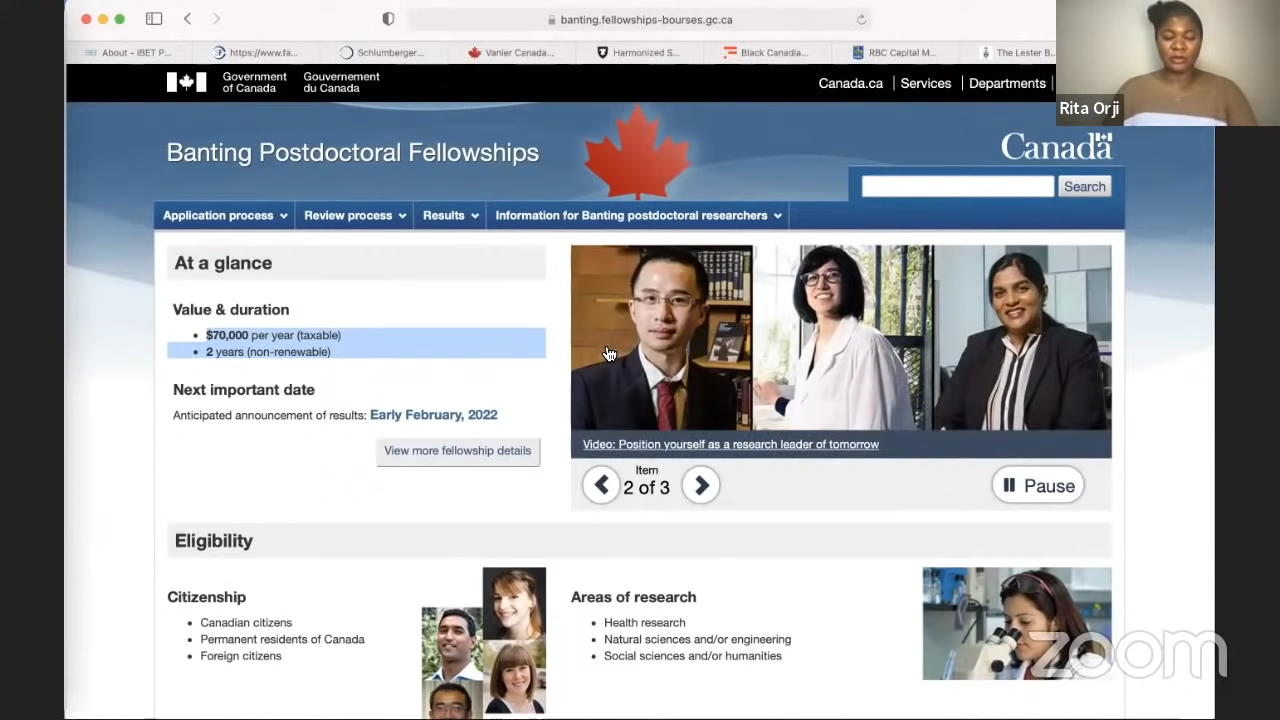 banting.fellowships-bourses.gc.ca
About – IBET P...
https://www.fa...
Schlumberger...
Vanier Canada...
Harmonized S...
Black Canadia...
RBC Capital M...
The Lester B...
Government of Canada
Gouvernement du Canada
Canada.ca
Services
Departments
Rita Orji
Banting Postdoctoral Fellowships
Canada
Search
Application process
Review process
Results
Information for Banting postdoctoral researchers
At a glance
Value & duration
$70,000 per year (taxable)
2 years (non-renewable)
Next important date
Anticipated announcement of results: Early February, 2022
View more fellowship details
Video: Position yourself as a research leader of tomorrow
Item
2 of 3
Pause
Eligibility
Citizenship
Canadian citizens
Permanent residents of Canada
Foreign citizens
Areas of research
Health research
Natural sciences and/or engineering
Social sciences and/or humanities
zoom